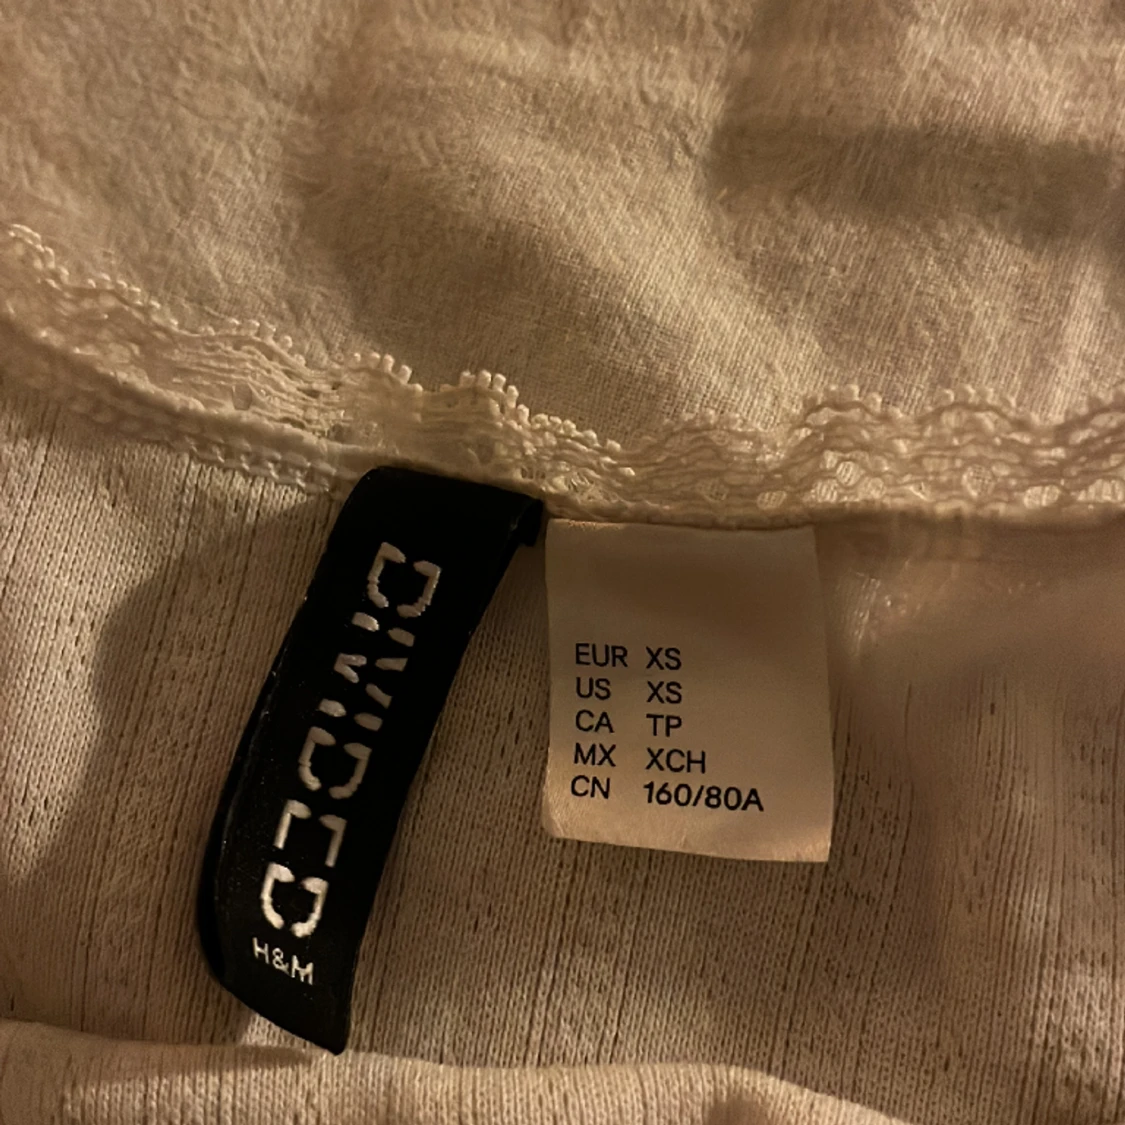 DIVIDED
H&M
EUR XS
US XS
CA TP
MX XCH
CN 160/80A